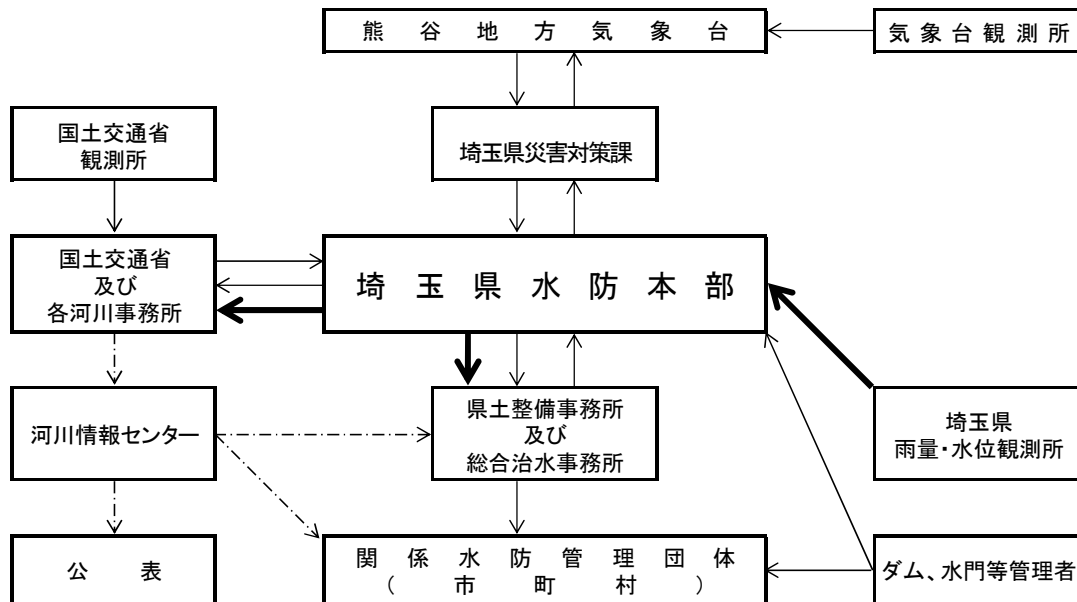 熊谷地方気象台
気象台観測所
国土交通省
観測所
埼玉県災害対策課
国土交通省
及び
各河川事務所
埼玉県水防本部
河川情報センター
県土整備事務所
及び
総合治水事務所
埼玉県
雨量・水位観測所
公表
関係水防管理団体
(市町村)
ダム、水門等管理者